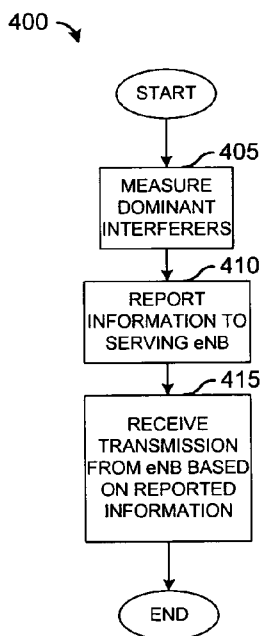 400
START
405
MEASURE
DOMINANT
INTERFERERS
410
REPORT
INFORMATION TO
SERVING eNB
415
RECEIVE
TRANSMISSION
FROM eNB BASED
ON REPORTED
INFORMATION
END